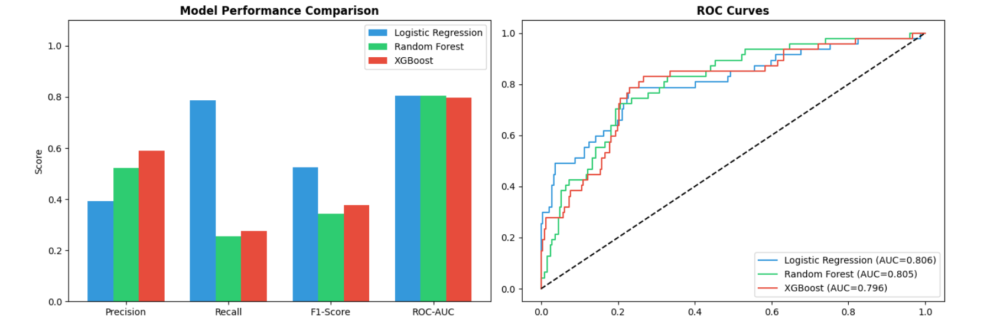 Model Performance Comparison
Logistic Regression
Random Forest
XGBoost
Score
1.0
0.8
0.6
0.4
0.2
0.0
Precision
Recall
F1-Score
ROC-AUC
ROC Curves
1.0
0.8
0.6
0.4
0.2
0.0
Logistic Regression (AUC=0.806)
Random Forest (AUC=0.805)
XGBoost (AUC=0.796)
0.0
0.2
0.4
0.6
0.8
1.0